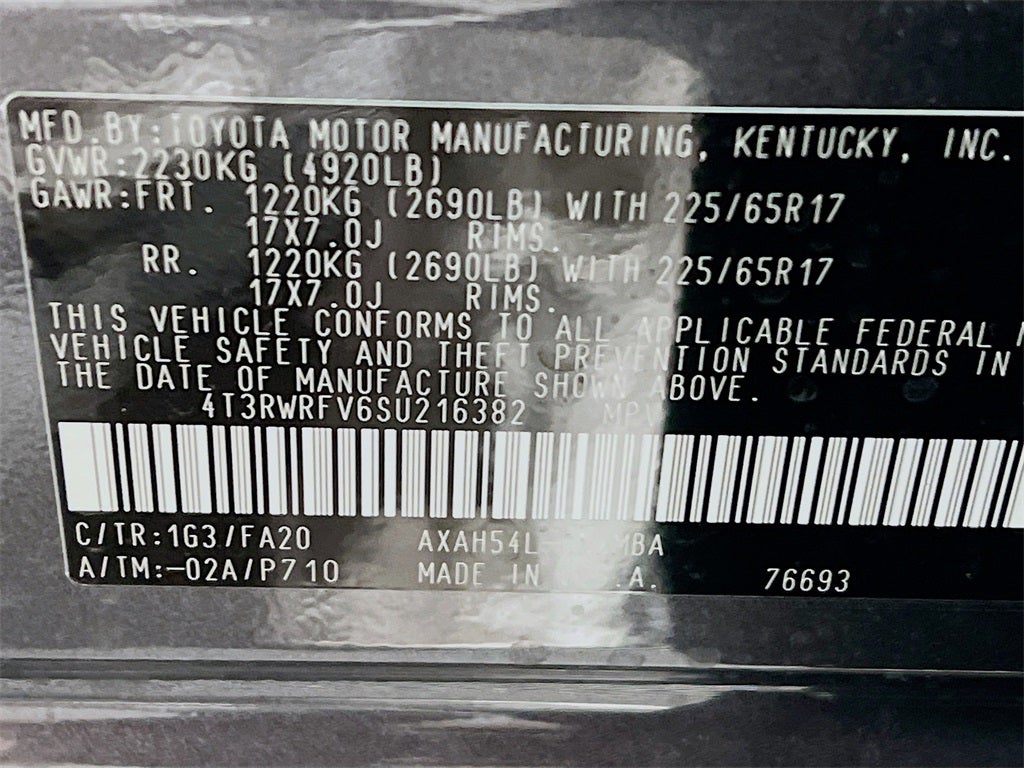 MFD.BY:TOYOTA MOTOR MANUFACTURING, KENTUCKY, INC.
GVWR:2230KG (4920LB)
GAWR:FRT. 1220KG (2690LB) WITH 225/65R17
17X7.0J RIMS.
RR. 1220KG (2690LB) WITH 225/65R17
17X7.0J RIMS.
THIS VEHICLE CONFORMS TO ALL APPLICABLE FEDERAL
VEHICLE SAFETY AND THEFT PREVENTION STANDARDS IN
THE DATE OF MANUFACTURE SHOWN ABOVE.
4T3RWRFV6SU216382 MPV
C/TR:1G3/FA20
A/TM:-02A/P710 MADE IN U.S.A. 76693